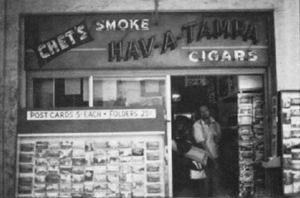 CHET'S SMOKE
HAV-A-TAMPA
CIGARS
POST CARDS 5¢ EACH • FOLDERS 25¢